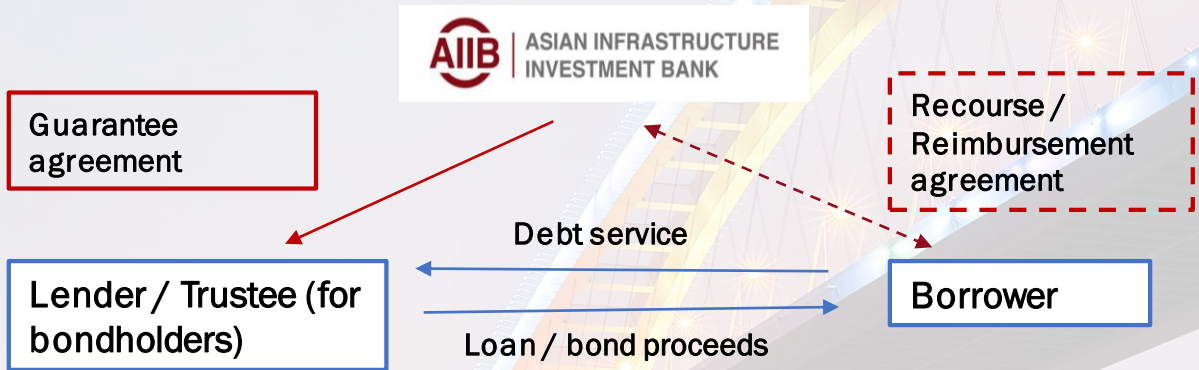 AIIB
ASIAN INFRASTRUCTURE
INVESTMENT BANK
Guarantee
agreement
Recourse /
Reimbursement
agreement
Debt service
Lender / Trustee (for
bondholders)
Borrower
Loan / bond proceeds